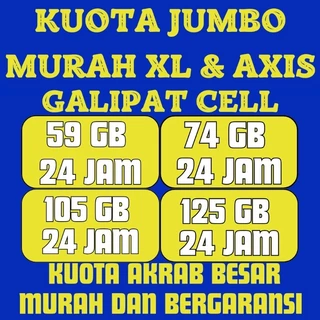 KUOTA JUMBO
MURAH XL & AXIS
GALIPAT CELL
59 GB
24 JAM
74 GB
24 JAM
105 GB
24 JAM
125 GB
24 JAM
KUOTA AKRAB BESAR
MURAH DAN BERGARANSI